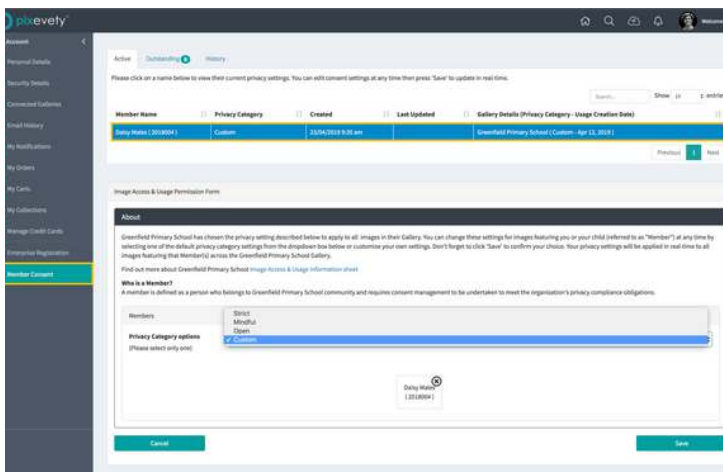 pixevety
Welcome
Account
Personal Details
Security Details
Connected Galleries
Email History
My Notifications
My Orders
My Carts
My Collections
Manage Credit Cards
Enterprise Registration
Member Consent
Active Outstanding History
Please click on a name below to view their current privacy settings. You can edit consent settings at any time then press 'Save' to update in real time.
Search... Show 10 entries
Member Name Privacy Category Created Last Updated Gallery Details (Privacy Category - Usage Creation Date)
Daisy Mates ( 2018004 ) Custom 23/04/2019 9:35 am Greenfield Primary School ( Custom - Apr 12, 2019 )
Previous 1 Next
Image Access & Usage Permission Form
About
Greenfield Primary School has chosen the privacy setting described below to apply to all images in their Gallery. You can change these settings for images featuring you or your child (referred to as "Member") at any time by
selecting one of the default privacy category settings from the dropdown box below or customize your own settings. Don't forget to click 'Save' to confirm your choice. Your privacy settings will be applied in real time to all
images featuring that Member(s) across the Greenfield Primary School Gallery.
Find out more about Greenfield Primary School Image Access & Usage Information sheet
Who is a Member?
A member is defined as a person who belongs to Greenfield Primary School community and requires consent management to be undertaken to meet the organisation's privacy compliance obligations.
Members
Strict
Mindful
Open
Privacy Category options
✓ Custom
(Please select only one)
Daisy Mates
( 2018004 )
Cancel Save